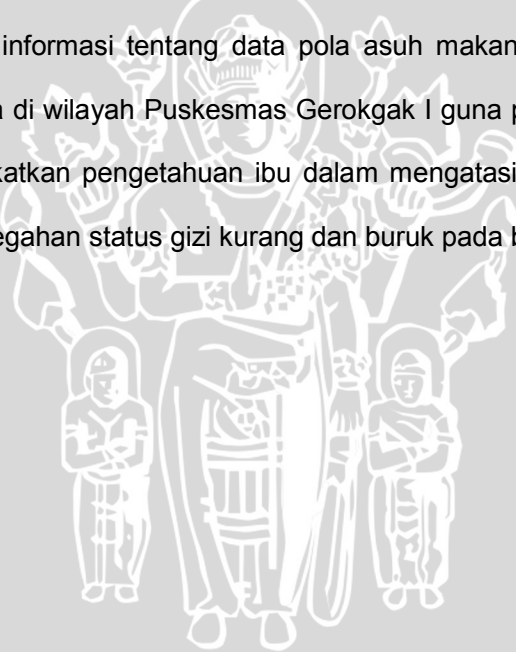 informasi tentang data pola asuh makan
di wilayah Puskesmas Gerokgak I guna
katkan pengetahuan ibu dalam mengatasi
egahan status gizi kurang dan buruk pada